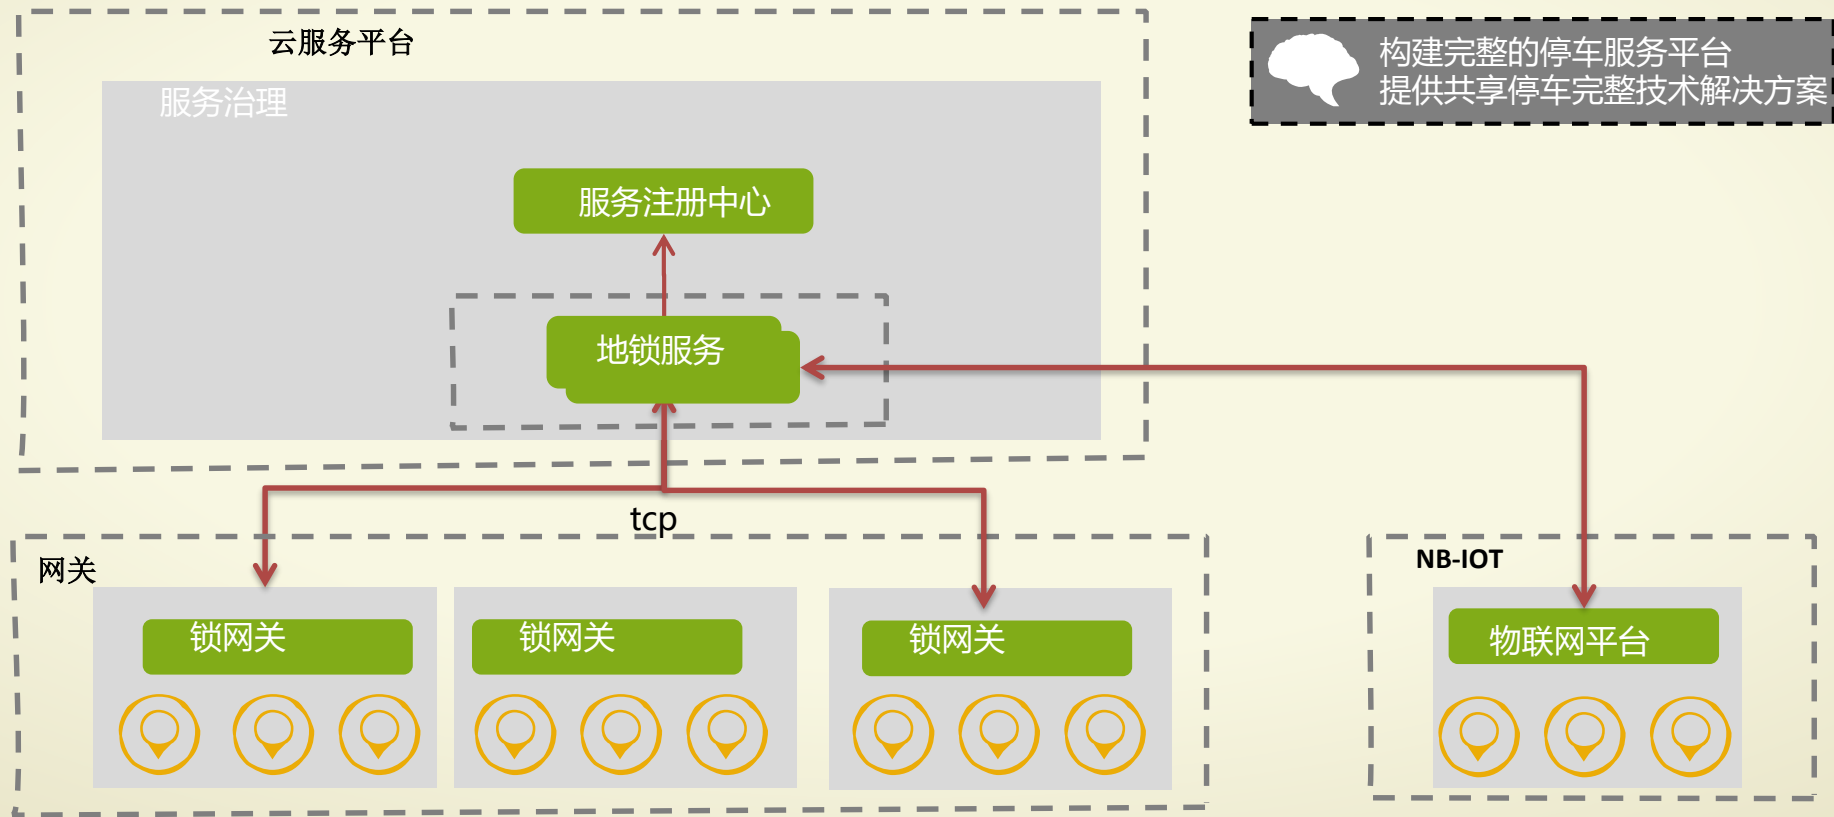 云服务平台
构建完整的停车服务平台
提供共享停车完整技术解决方案
服务治理
服务注册中心
地锁服务
tcp
网关
NB-IOT
锁网关
锁网关
锁网关
物联网平台